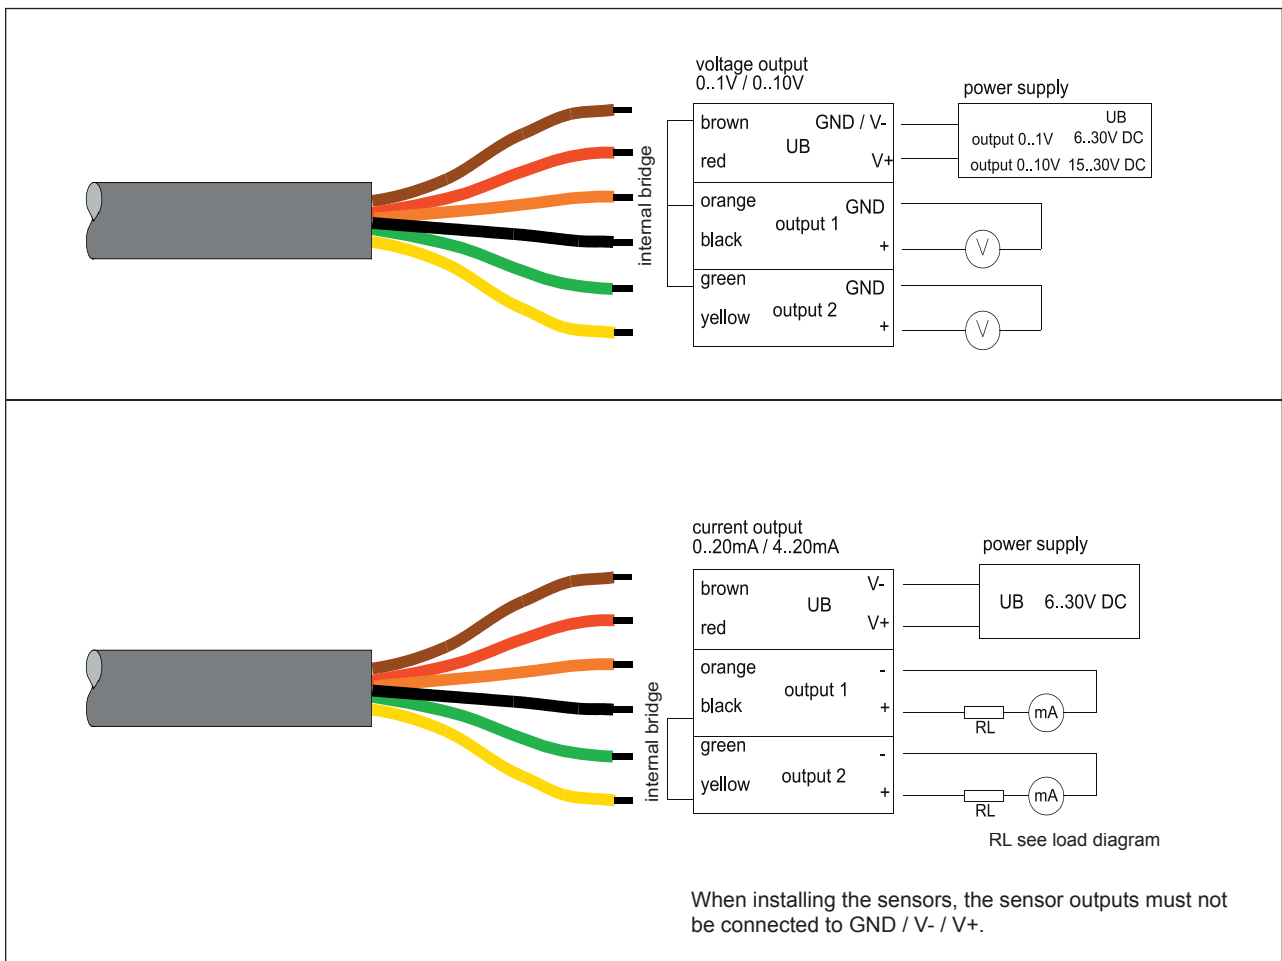 voltage output
0..1V / 0..10V
power supply
internal bridge
brown GND / V-
UB
red V+
UB
output 0..1V 6..30V DC
output 0..10V 15..30V DC
orange GND
output 1
black +
V
green GND
output 2
yellow +
V
current output
0..20mA / 4..20mA
power supply
brown V-
UB
red V+
UB 6..30V DC
internal bridge
orange -
output 1
black +
RL
mA
green -
output 2
yellow +
RL
mA
RL see load diagram
When installing the sensors, the sensor outputs must not
be connected to GND / V- / V+.